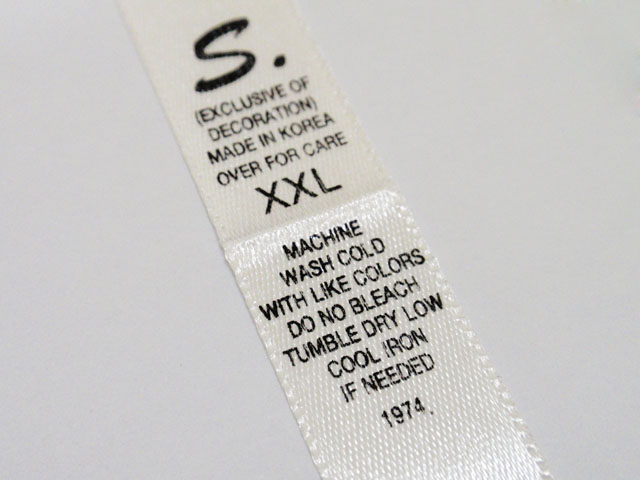 S.
(EXCLUSIVE OF
DECORATION)
MADE IN KOREA
OVER FOR CARE
XXL
MACHINE
WASH COLD
WITH LIKE COLORS
DO NO BLEACH
TUMBLE DRY LOW
COOL IRON
IF NEEDED
1974.